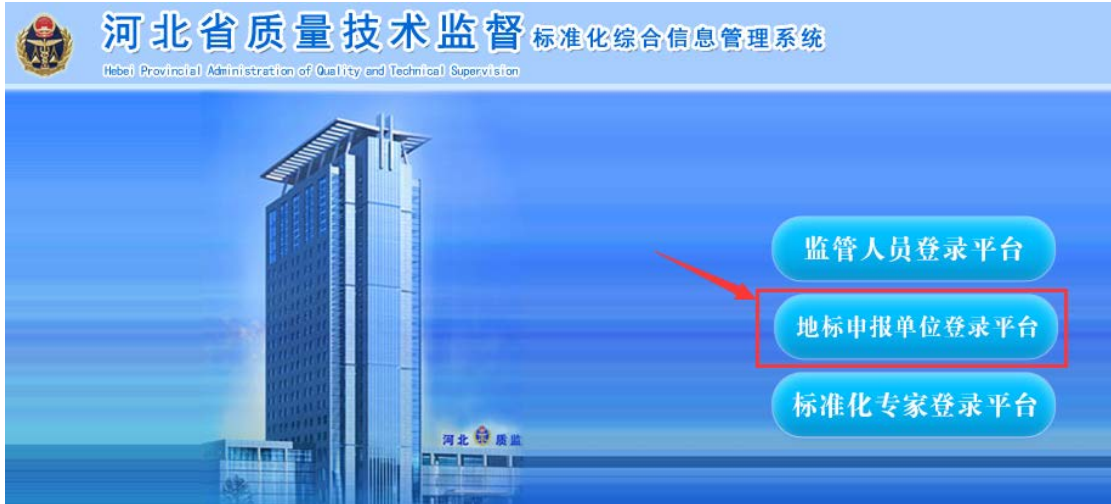 河北省质量技术监督标准化综合信息管理系统
Hebei Provincial Administration of Quality and Technical Supervision
监管人员登录平台
地标申报单位登录平台
标准化专家登录平台
河北 质监